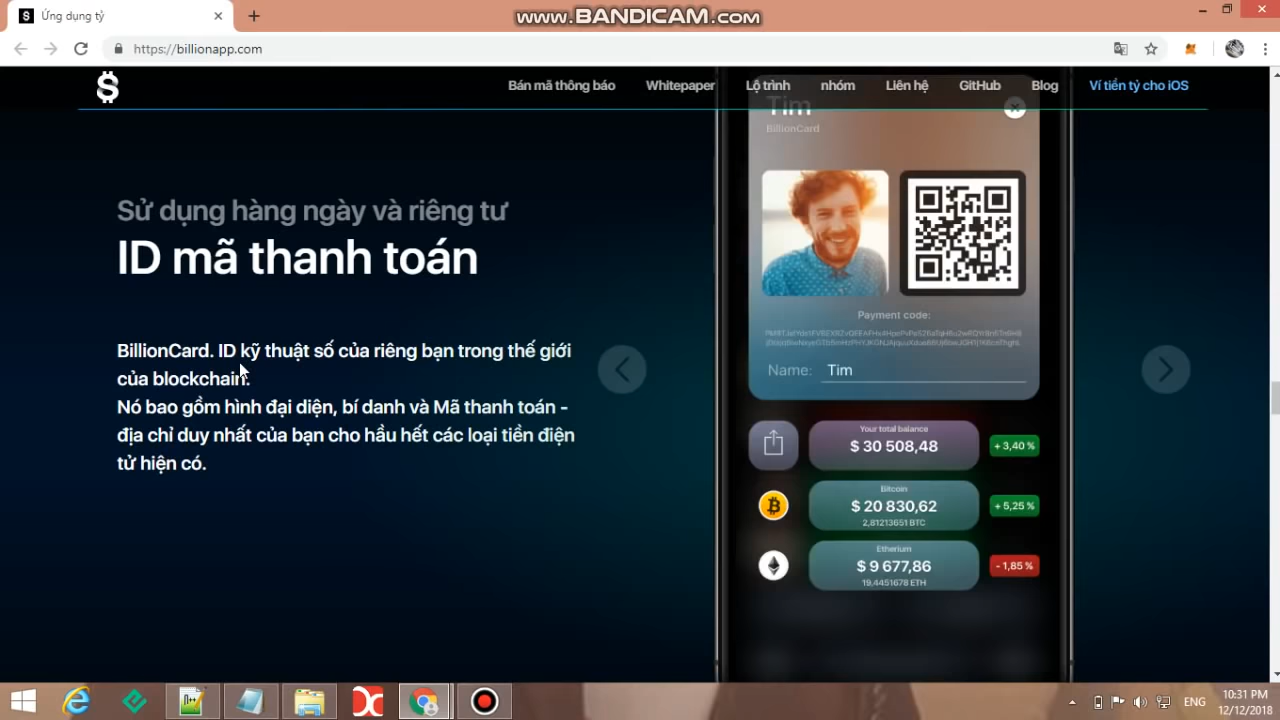 Ứng dụng tỷ
www.BANDICAM.com
https://billionapp.com
Bán mã thông báo Whitepaper Lộ trình nhóm Liên hệ GitHub Blog Ví tiền tỷ cho iOS
Tim
BillionCard
Sử dụng hàng ngày và riêng tư
ID mã thanh toán
Payment code:
BillionCard. ID kỹ thuật số của riêng bạn trong thế giới
của blockchain.
Nó bao gồm hình đại diện, bí danh và Mã thanh toán -
địa chỉ duy nhất của bạn cho hầu hết các loại tiền điện
tử hiện có.
Name: Tim
Your total balance
$ 30 508,48
+ 3,40 %
Bitcoin
$ 20 830,62
+ 5,25 %
2,81213651 BTC
Etherium
$ 9 677,86
- 1,85 %
19,4451678 ETH
ENG
10:31 PM
12/12/2018